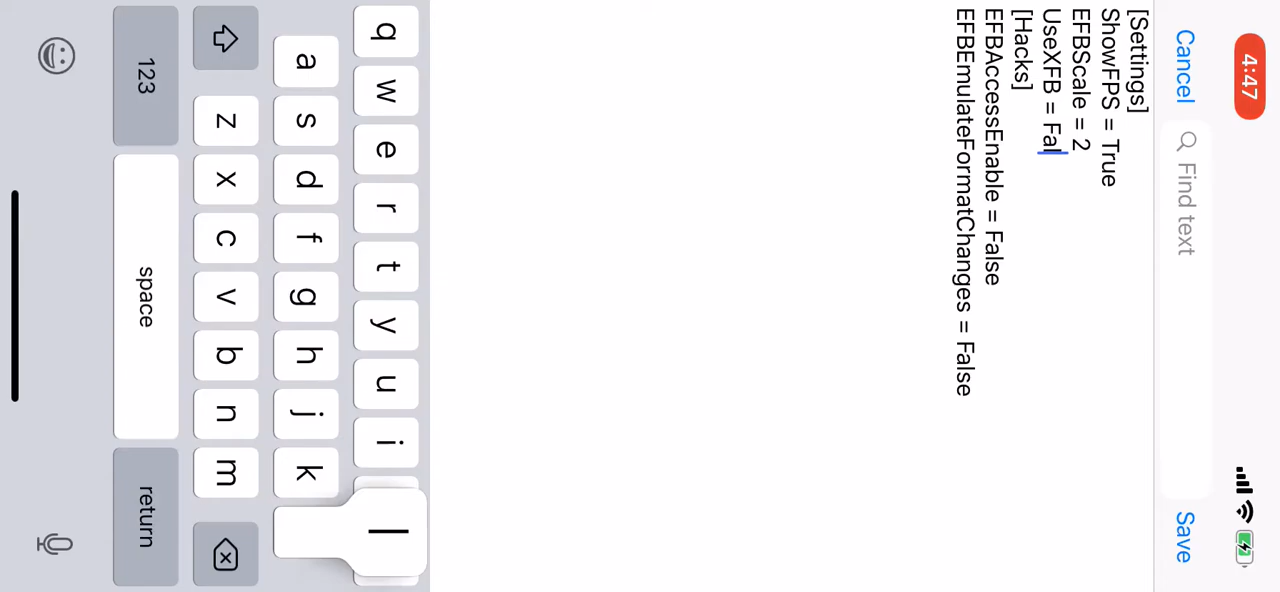 4:47
Cancel
Find text
Save
[Settings]
ShowFPS = True
EFBScale = 2
UseXFB = Fal
[Hacks]
EFBAccessEnable = False
EFBEmulateFormatChanges = False
q w e r t y u i
a s d f g h j k l
z x c v b n m
123
space
return